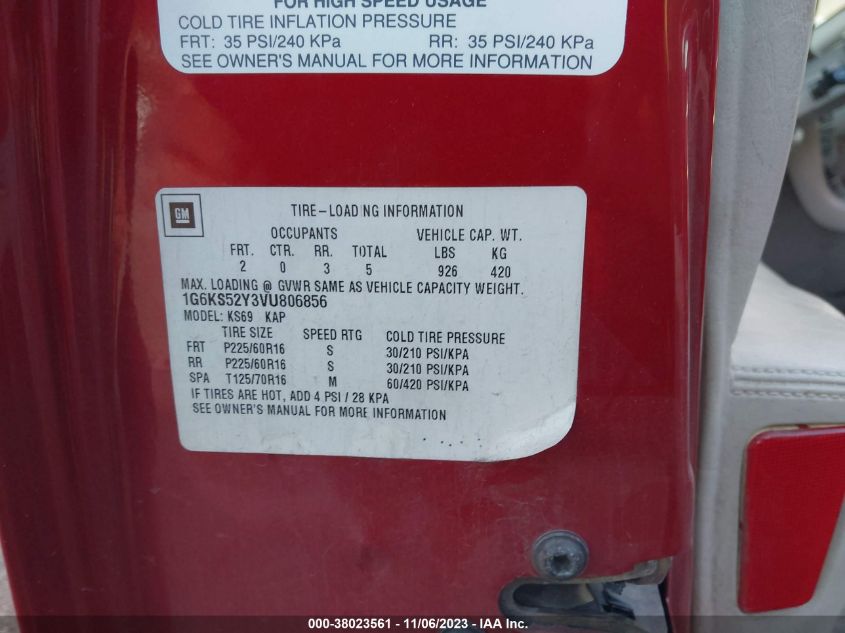 FOR HIGH SPEED USAGE
COLD TIRE INFLATION PRESSURE
FRT: 35 PSI/240 KPa RR: 35 PSI/240 KPa
SEE OWNER'S MANUAL FOR MORE INFORMATION
GM
TIRE-LOADING INFORMATION
OCCUPANTS VEHICLE CAP. WT.
FRT. CTR. RR. TOTAL LBS KG
2 0 3 5 926 420
MAX. LOADING @ GVWR SAME AS VEHICLE CAPACITY WEIGHT.
1G6KS52Y3VU806856
MODEL: KS69 KAP
TIRE SIZE SPEED RTG COLD TIRE PRESSURE
FRT P225/60R16 S 30/210 PSI/KPA
RR P225/60R16 S 30/210 PSI/KPA
SPA T125/70R16 M 60/420 PSI/KPA
IF TIRES ARE HOT, ADD 4 PSI / 28 KPA
SEE OWNER'S MANUAL FOR MORE INFORMATION
000-38023561 - 11/06/2023 - IAA Inc.